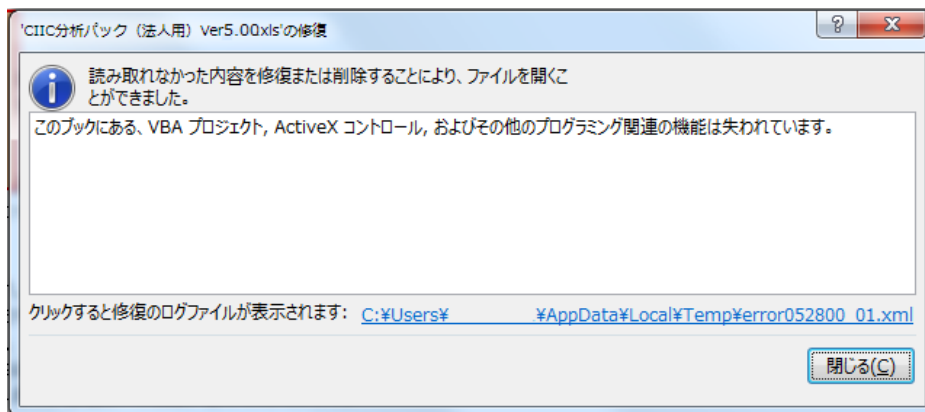 'CIIC分析パック（法人用）Ver5.00xls'の修復
読み取れなかった内容を修復または削除することにより、ファイルを開くこ
とができました。
このブックにある、VBA プロジェクト, ActiveX コントロール, およびその他のプログラミング関連の機能は失われています。
クリックすると修復のログファイルが表示されます: C:¥Users¥ ¥AppData¥Local¥Temp¥error052800_01.xml
閉じる(C)